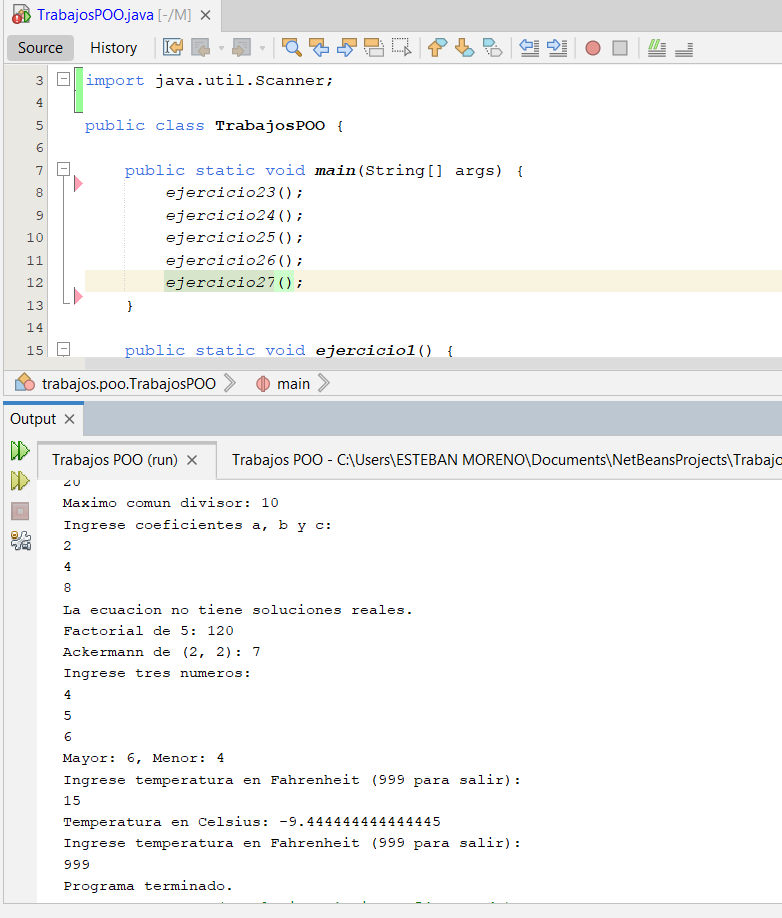 TrabajosPOO.java [-/M]
Source History
3 import java.util.Scanner;
4
5 public class TrabajosPOO {
6
7 public static void main(String[] args) {
8 ejercicio23();
9 ejercicio24();
10 ejercicio25();
11 ejercicio26();
12 ejercicio27();
13 }
14
15 public static void ejercicio1() {
trabajos.poo.TrabajosPOO main
Output
Trabajos POO (run) Trabajos POO - C:\Users\ESTEBAN MORENO\Documents\NetBeansProjects\Trabajo
20
Maximo comun divisor: 10
Ingrese coeficientes a, b y c:
2
4
8
La ecuacion no tiene soluciones reales.
Factorial de 5: 120
Ackermann de (2, 2): 7
Ingrese tres numeros:
4
5
6
Mayor: 6, Menor: 4
Ingrese temperatura en Fahrenheit (999 para salir):
15
Temperatura en Celsius: -9.444444444444445
Ingrese temperatura en Fahrenheit (999 para salir):
999
Programa terminado.